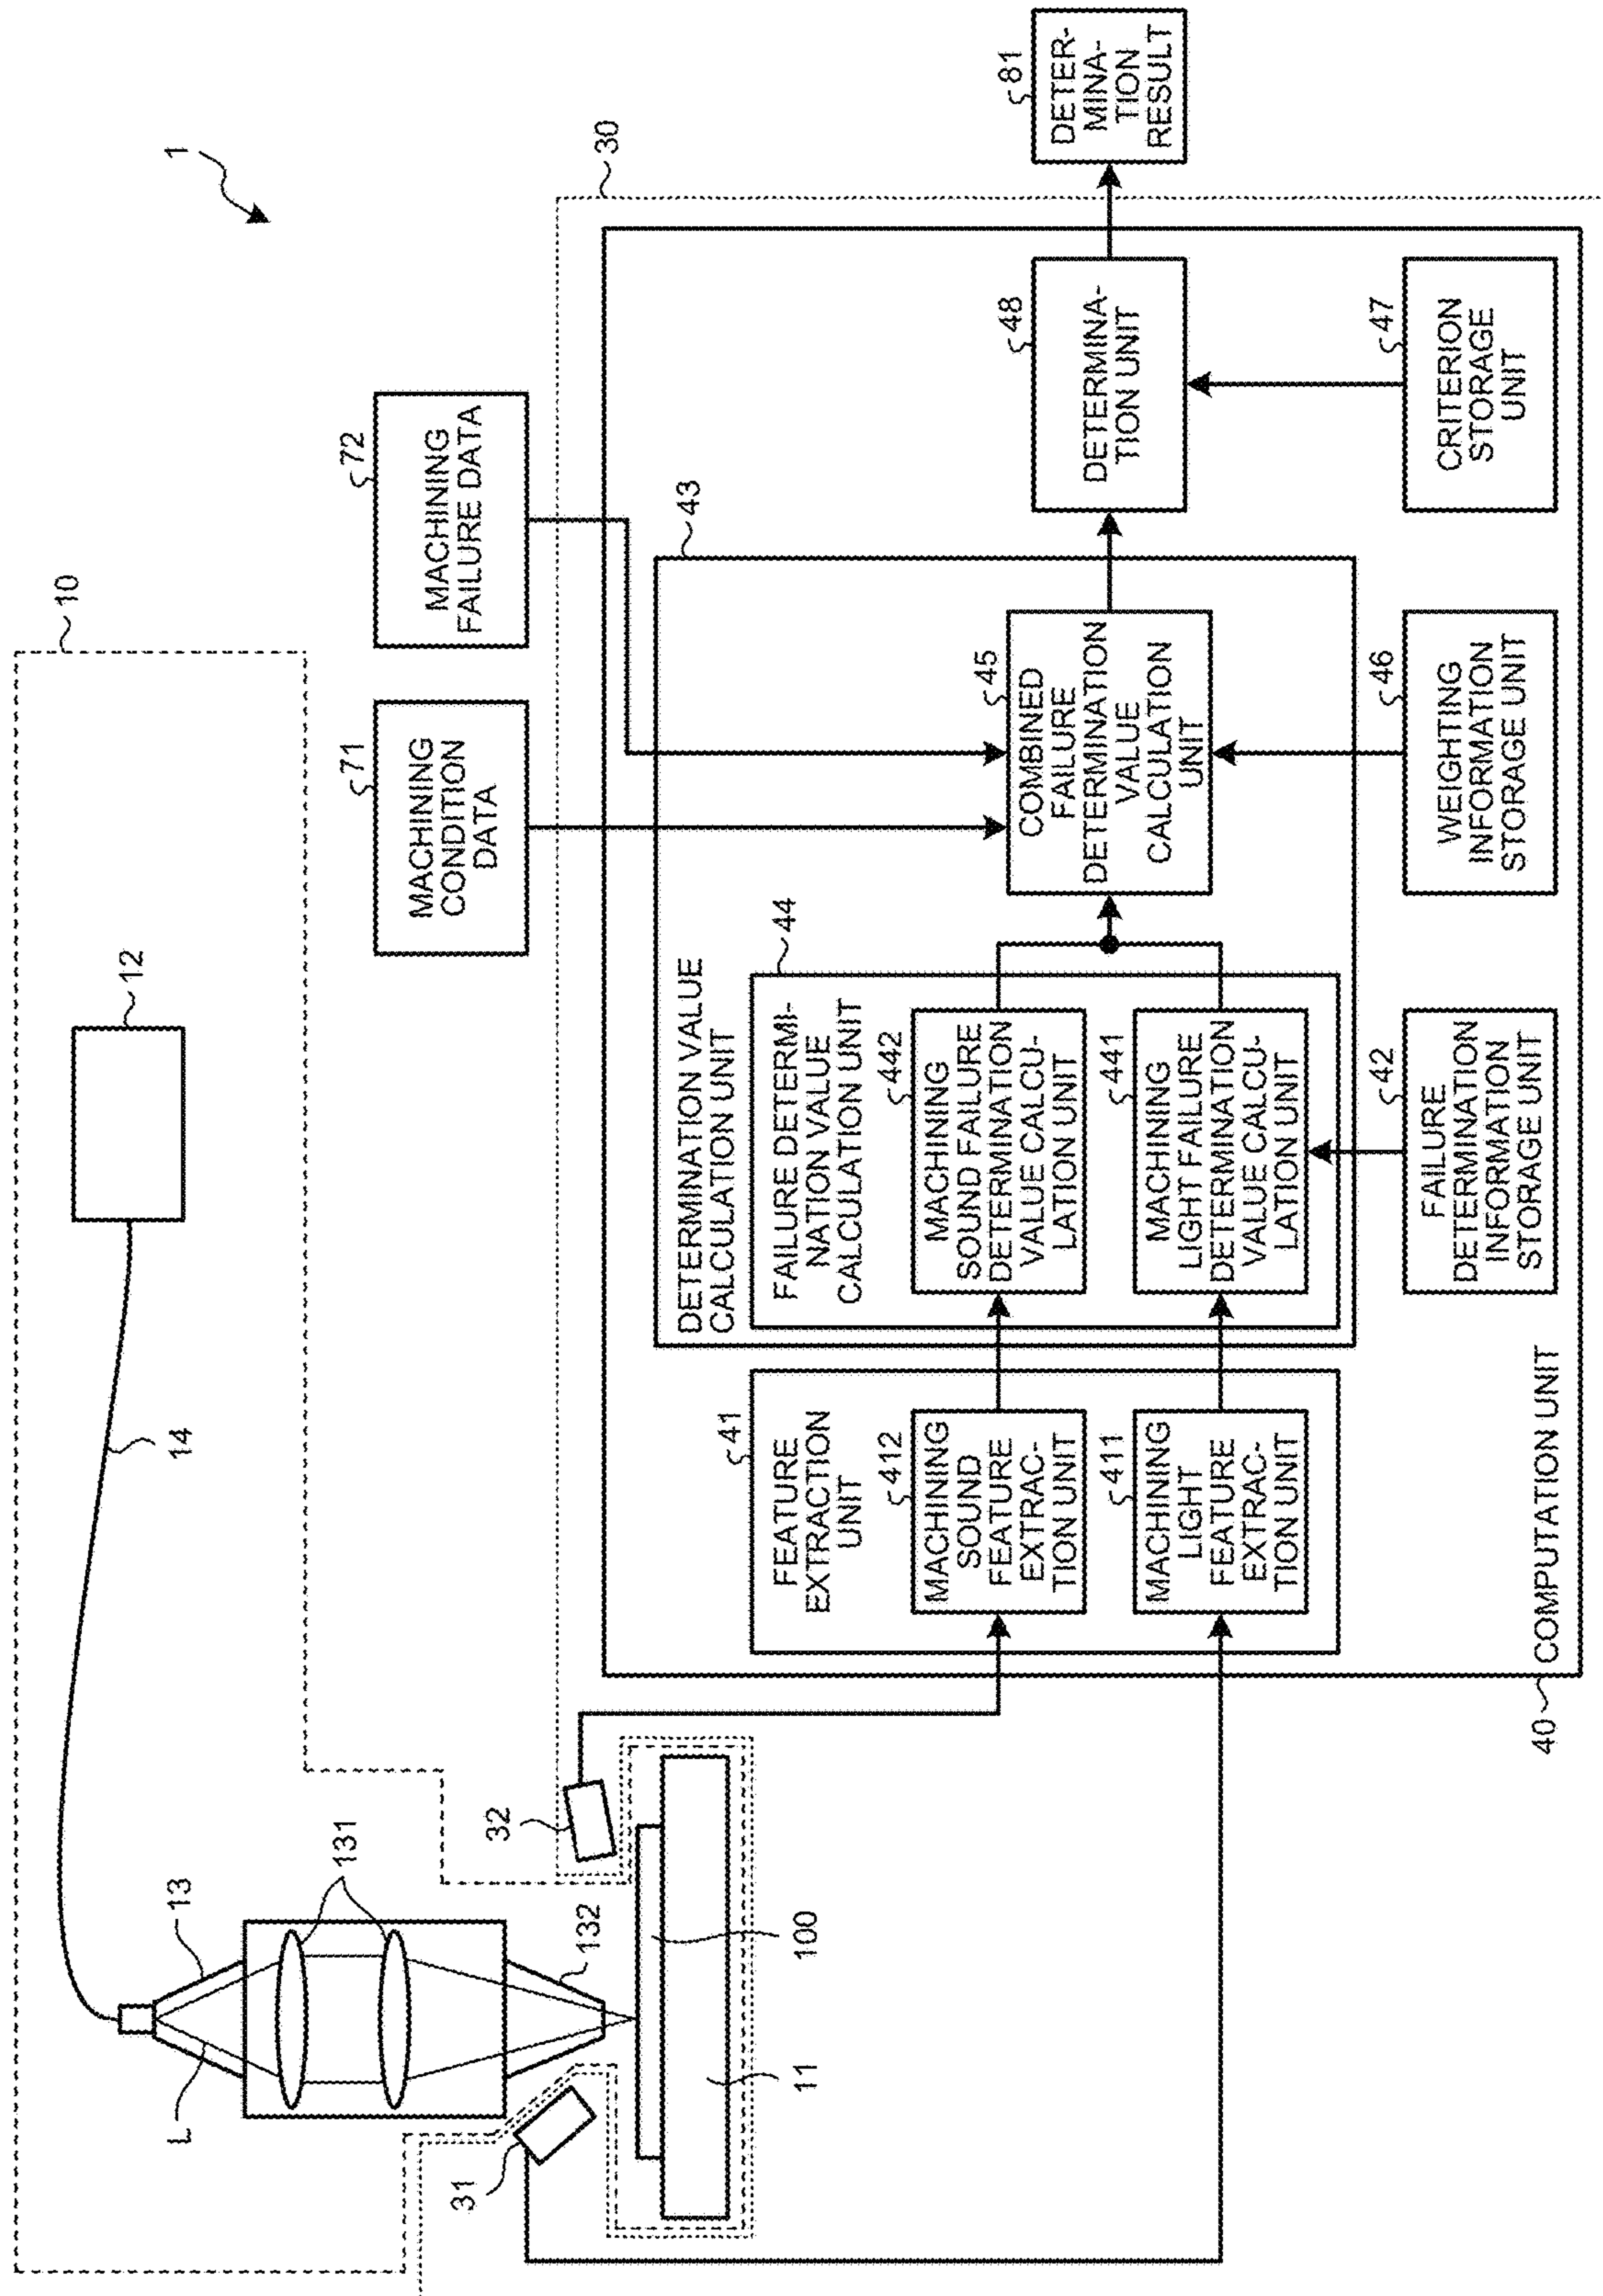 1
10
12
14
13
131
L
132
31
32
100
11
MACHINING
CONDITION
DATA
71
MACHINING
FAILURE DATA
72
30
40
COMPUTATION UNIT
FEATURE
EXTRACTION
UNIT
41
MACHINING
SOUND
FEATURE
EXTRAC-
TION UNIT
412
MACHINING
LIGHT
FEATURE
EXTRAC-
TION UNIT
411
DETERMINATION VALUE
CALCULATION UNIT
43
FAILURE DETERMI-
NATION VALUE
CALCULATION UNIT
44
MACHINING
SOUND FAILURE
DETERMINATION
VALUE CALCU-
LATION UNIT
442
MACHINING
LIGHT FAILURE
DETERMINATION
VALUE CALCU-
LATION UNIT
441
FAILURE
DETERMINATION
INFORMATION
STORAGE UNIT
42
COMBINED
FAILURE
DETERMINATION
VALUE
CALCULATION
UNIT
45
WEIGHTING
INFORMATION
STORAGE UNIT
46
DETERMINA-
TION UNIT
48
CRITERION
STORAGE
UNIT
47
DETER-
MINA-
TION
RESULT
81